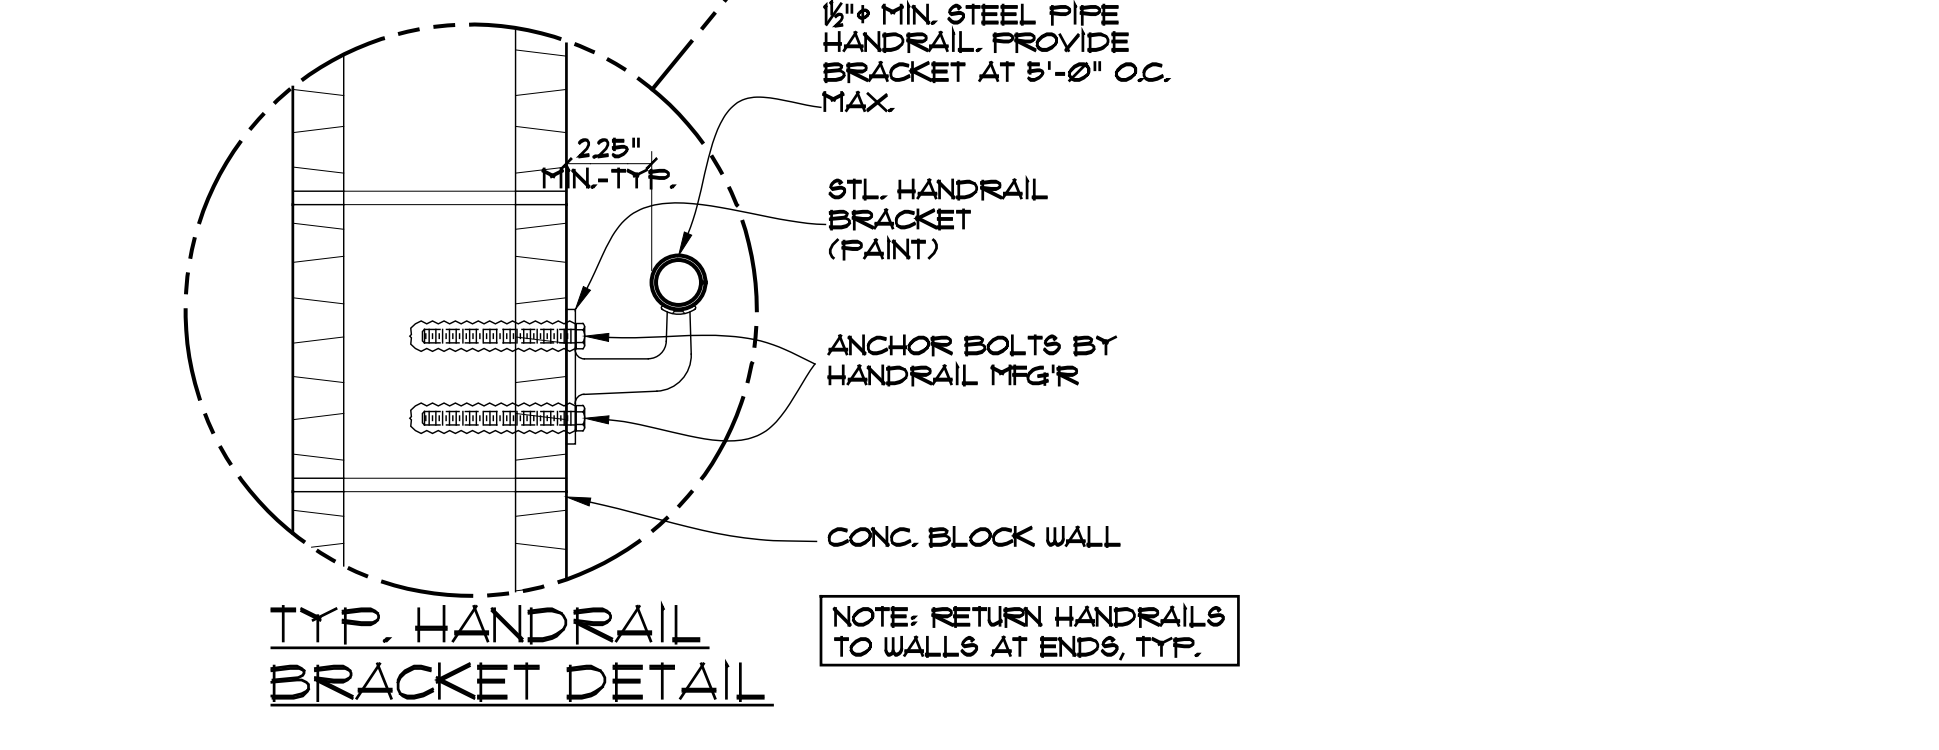 1½"ɸ MIN. STEEL PIPE
HANDRAIL. PROVIDE
BRACKET AT 5'-0" O.C.
MAX.
2.25"
MIN.-TYP.
STL. HANDRAIL
BRACKET
(PAINT)
ANCHOR BOLTS BY
HANDRAIL MFG'R
CONC. BLOCK WALL
TYP. HANDRAIL
BRACKET DETAIL
NOTE: RETURN HANDRAILS
TO WALLS AT ENDS, TYP.